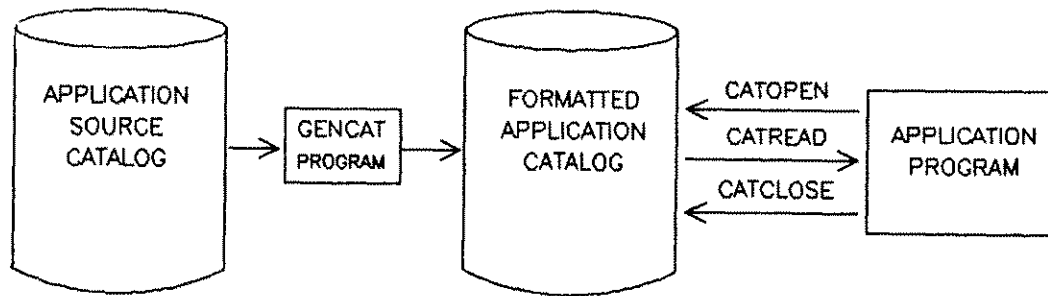 APPLICATION
SOURCE
CATALOG
GENCAT
PROGRAM
FORMATTED
APPLICATION
CATALOG
CATOPEN
CATREAD
CATCLOSE
APPLICATION
PROGRAM